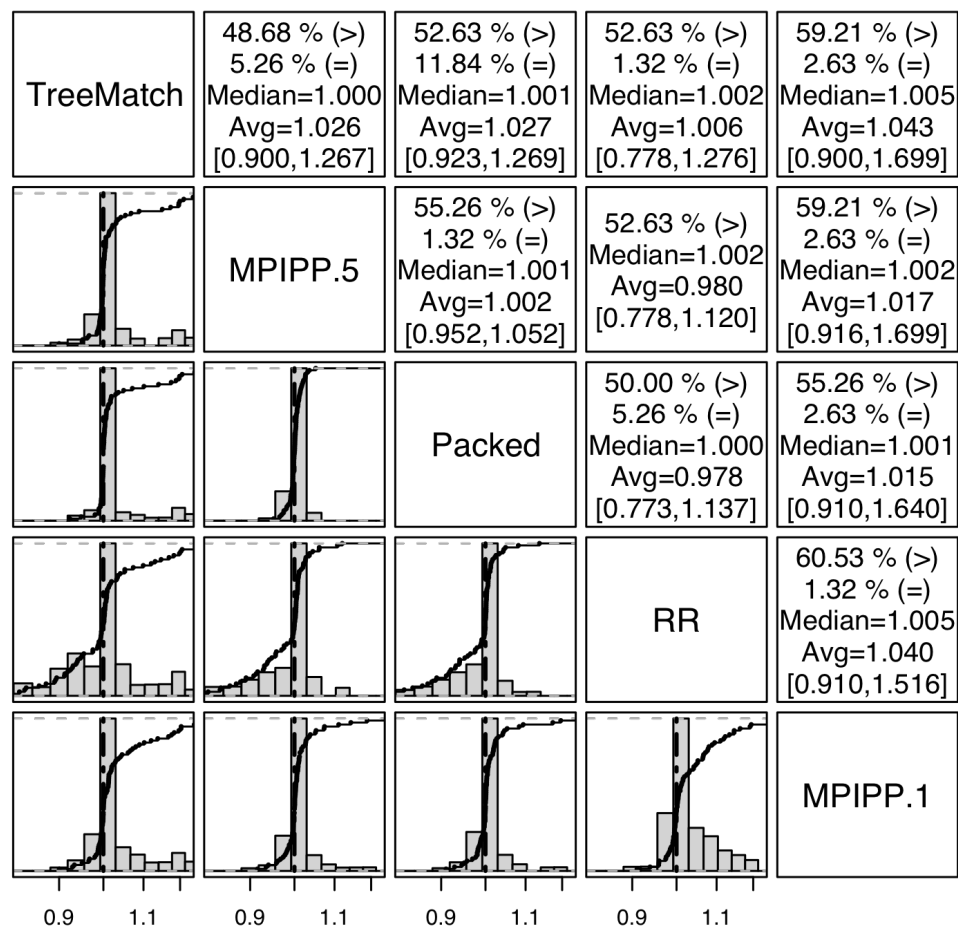 TreeMatch
48.68 % (>)
5.26 % (=)
Median=1.000
Avg=1.026
[0.900,1.267]
52.63 % (>)
11.84 % (=)
Median=1.001
Avg=1.027
[0.923,1.269]
52.63 % (>)
1.32 % (=)
Median=1.002
Avg=1.006
[0.778,1.276]
59.21 % (>)
2.63 % (=)
Median=1.005
Avg=1.043
[0.900,1.699]
MPIPP.5
55.26 % (>)
1.32 % (=)
Median=1.001
Avg=1.002
[0.952,1.052]
52.63 % (>)
Median=1.002
Avg=0.980
[0.778,1.120]
59.21 % (>)
2.63 % (=)
Median=1.002
Avg=1.017
[0.916,1.699]
Packed
50.00 % (>)
5.26 % (=)
Median=1.000
Avg=0.978
[0.773,1.137]
55.26 % (>)
2.63 % (=)
Median=1.001
Avg=1.015
[0.910,1.640]
RR
60.53 % (>)
1.32 % (=)
Median=1.005
Avg=1.040
[0.910,1.516]
MPIPP.1
0.9 1.1
0.9 1.1
0.9 1.1
0.9 1.1